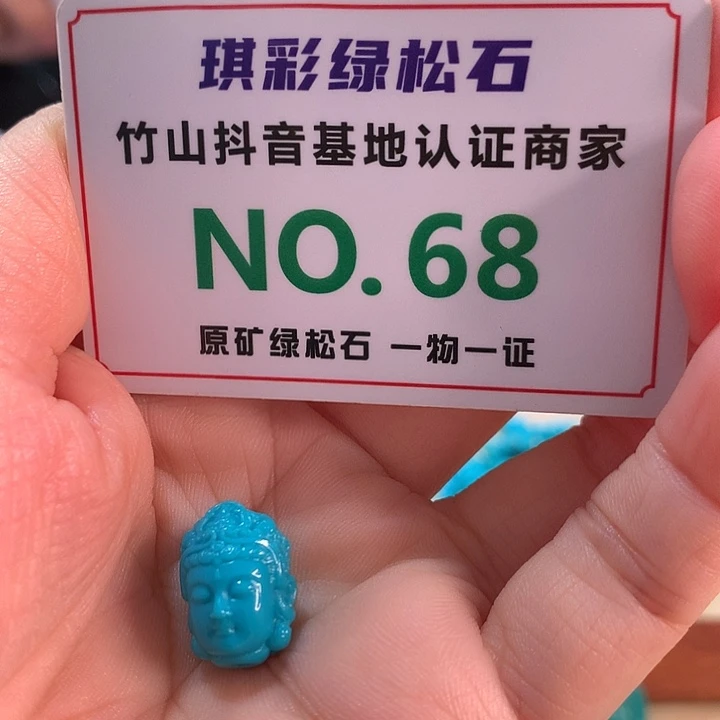 琪彩绿松石
竹山抖音基地认证商家
NO.68
原矿绿松石 一物一证